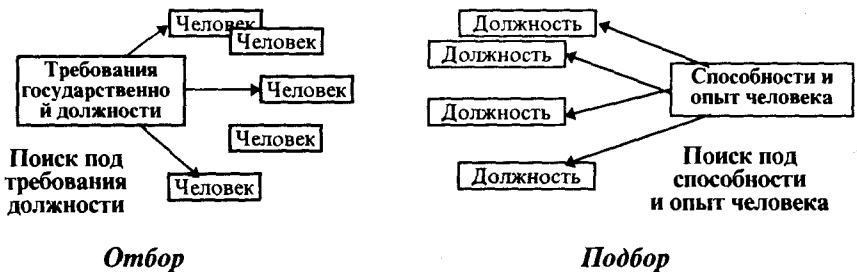 Человек
Человек
Требования
государственно
й должности
Человек
Человек
Поиск под
требования
должности
Человек
Отбор
Должность
Должность
Способности и
опыт человека
Должность
Должность
Поиск под
способности
и опыт человека
Подбор